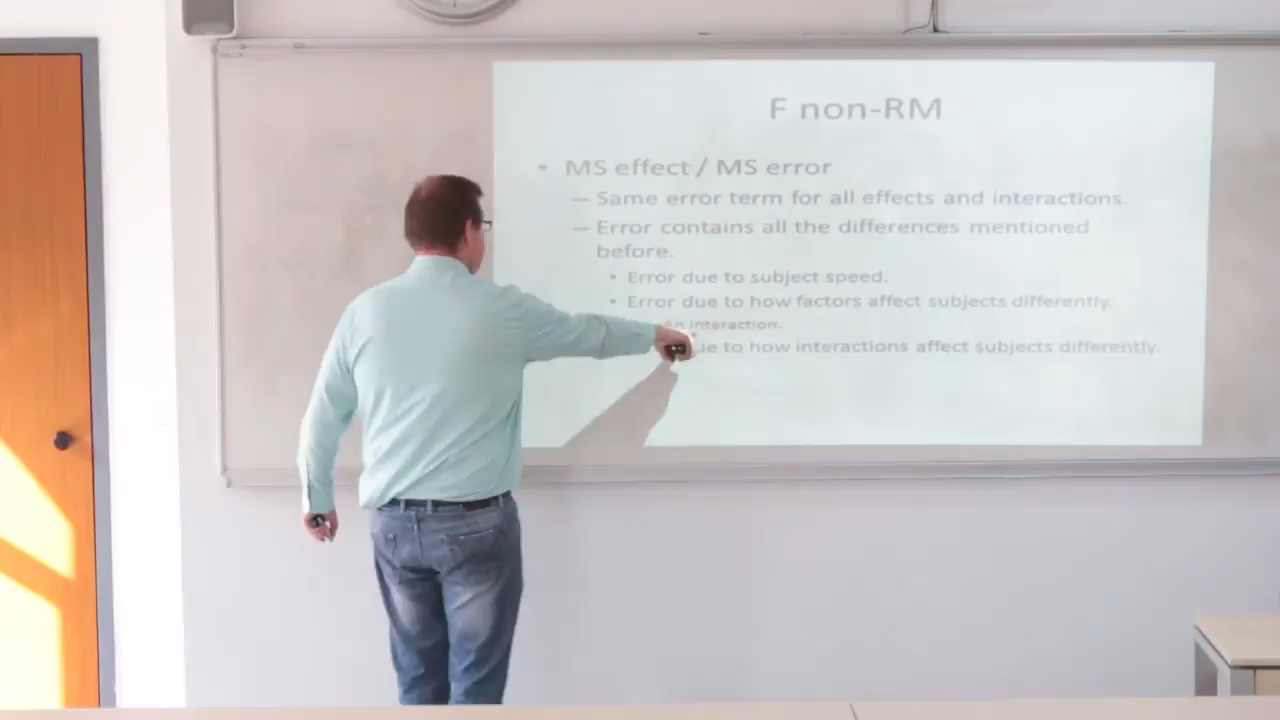 F non-RM
• MS effect / MS error
– Same error term for all effects and interactions.
– Error contains all the differences mentioned
before.
• Error due to subject speed.
• Error due to how factors affect subjects differently.
interaction.
due to how interactions affect subjects differently.